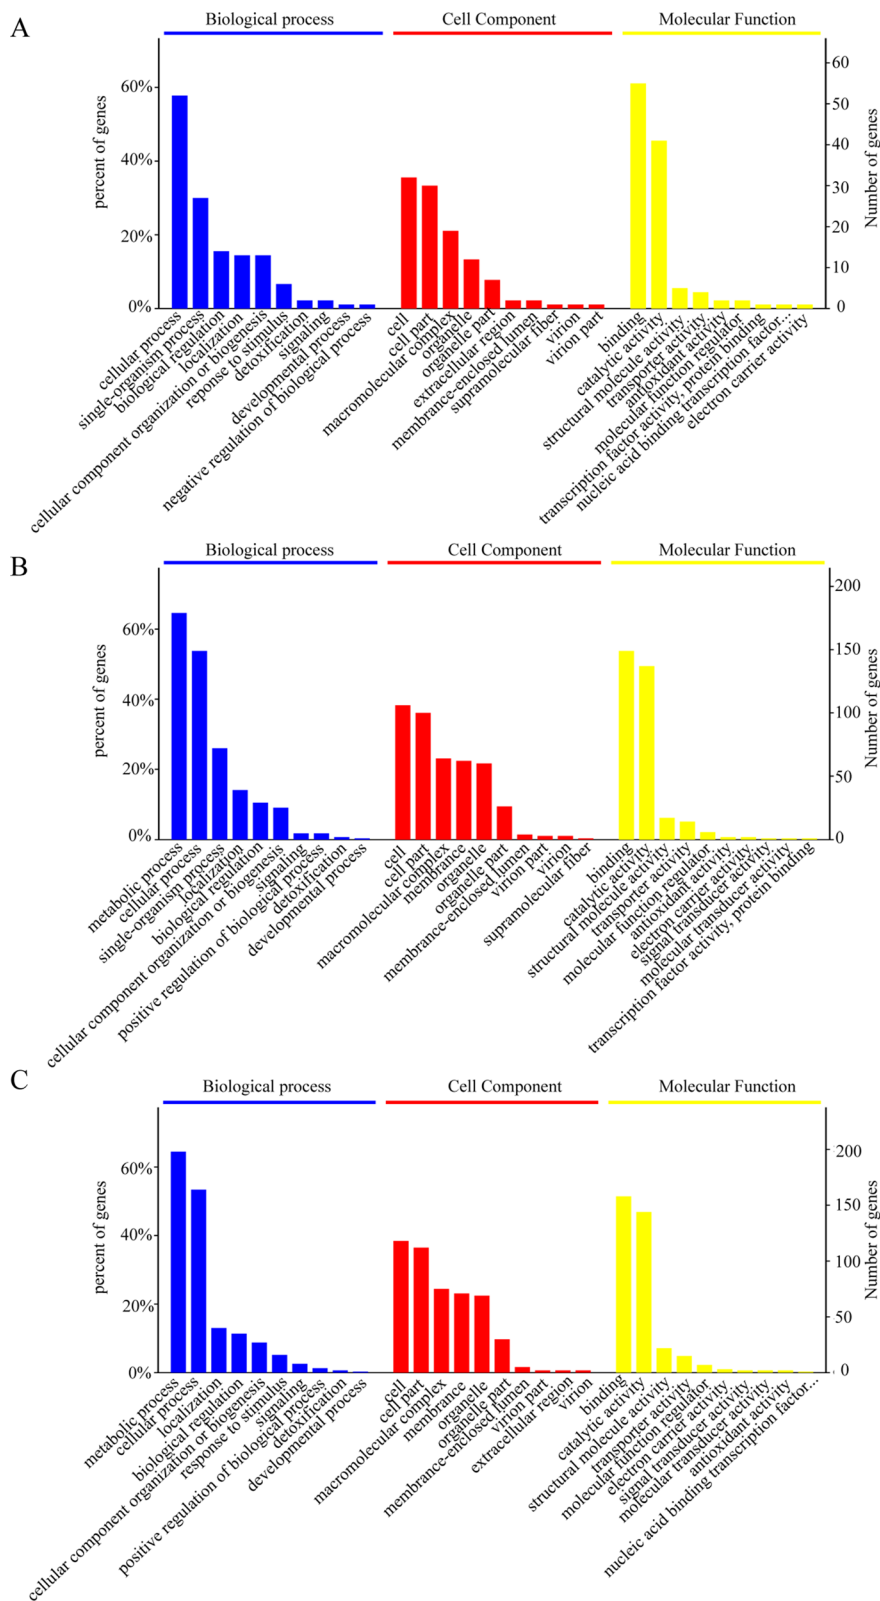 A
Biological process
Cell Component
Molecular Function
percent of genes
60%
40%
20%
0%
Number of genes
60
50
40
30
20
10
0
cellular process
single-organism process
biological regulation
localization
cellular component organization or biogenesis
reponse to stimulus
detoxification
signaling
developmental process
negative regulation of biological process
cell
cell part
macromolecular complex
organelle
organelle part
extracellular region
membrance-enclosed lumen
supramolecular fiber
virion
virion part
binding
catalytic activity
structural molecule activity
transporter activity
antioxidant activity
molecular function regulator
transcription factor activity, protein binding
nucleic acid binding transcription factor...
electron carrier activity
B
Biological process
Cell Component
Molecular Function
percent of genes
60%
40%
20%
0%
Number of genes
200
150
100
50
0
metabolic process
cellular process
single-organism process
localization
biological regulation
cellular component organization or biogenesis
signaling
positive regulation of biological process
detoxification
developmental process
cell
cell part
macromolecular complex
membrance
organelle
organelle part
membrance-enclosed lumen
virion part
virion
supramolecular fiber
binding
catalytic activity
structural molecule activity
transporter activity
molecular function regulator
antioxidant activity
electron carrier activity
signal transducer activity
molecular transducer activity
transcription factor activity, protein binding
C
Biological process
Cell Component
Molecular Function
percent of genes
60%
40%
20%
0%
Number of genes
200
150
100
50
0
metabolic process
cellular process
localization
biological regulation
cellular component organization or biogenesis
response to stimulus
signaling
positive regulation of biological process
detoxification
developmental process
cell
cell part
macromolecular complex
membrance
organelle
organelle part
membrance-enclosed lumen
virion part
extracellular region
virion
binding
catalytic activity
structural molecule activity
transporter activity
molecular function regulator
electron carrier activity
signal transducer activity
molecular transducer activity
antioxidant activity
nucleic acid binding transcription factor...